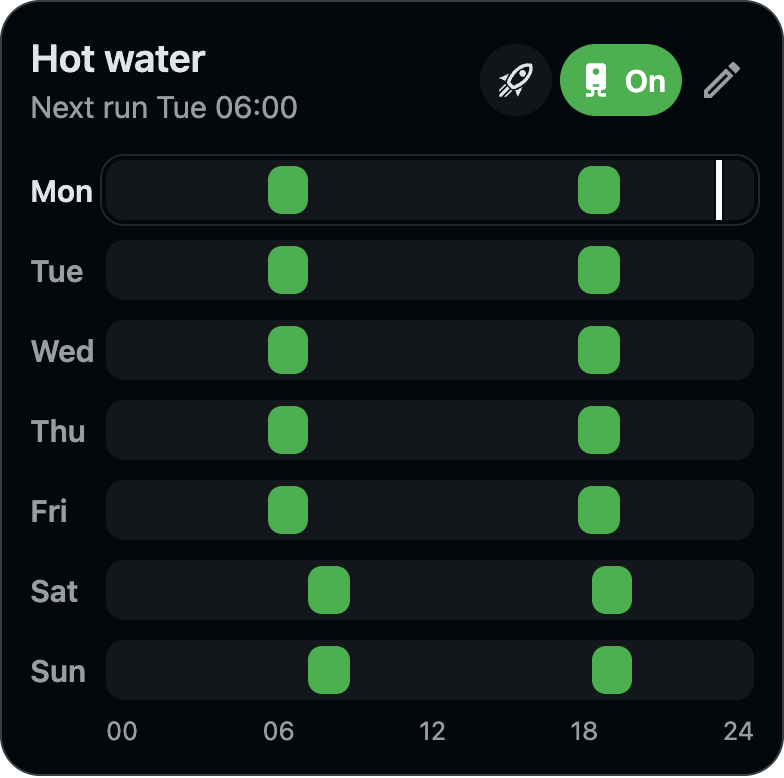 Hot water
Next run Tue 06:00
On
Mon
Tue
Wed
Thu
Fri
Sat
Sun
00 06 12 18 24